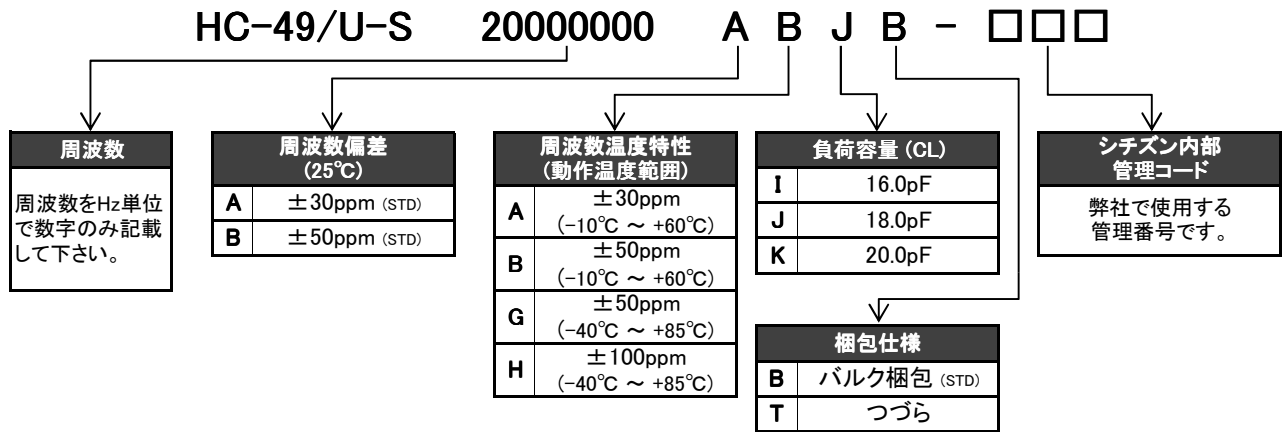 HC-49/U-S 20000000 A B J B - □□□
周波数
周波数をHz単位
で数字のみ記載
して下さい。
周波数偏差
(25℃)
A ±30ppm (STD)
B ±50ppm (STD)
周波数温度特性
(動作温度範囲)
A ±30ppm
(-10℃ ～ +60℃)
B ±50ppm
(-10℃ ～ +60℃)
G ±50ppm
(-40℃ ～ +85℃)
H ±100ppm
(-40℃ ～ +85℃)
負荷容量 (CL)
I 16.0pF
J 18.0pF
K 20.0pF
梱包仕様
B バルク梱包 (STD)
T つづら
シチズン内部
管理コード
弊社で使用する
管理番号です。